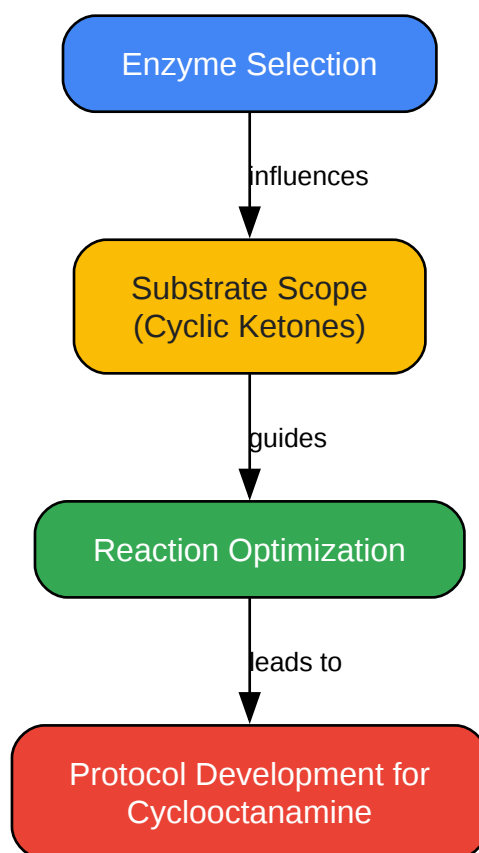 Enzyme Selection
influences
Substrate Scope
(Cyclic Ketones)
guides
Reaction Optimization
leads to
Protocol Development for
Cyclooctanamine